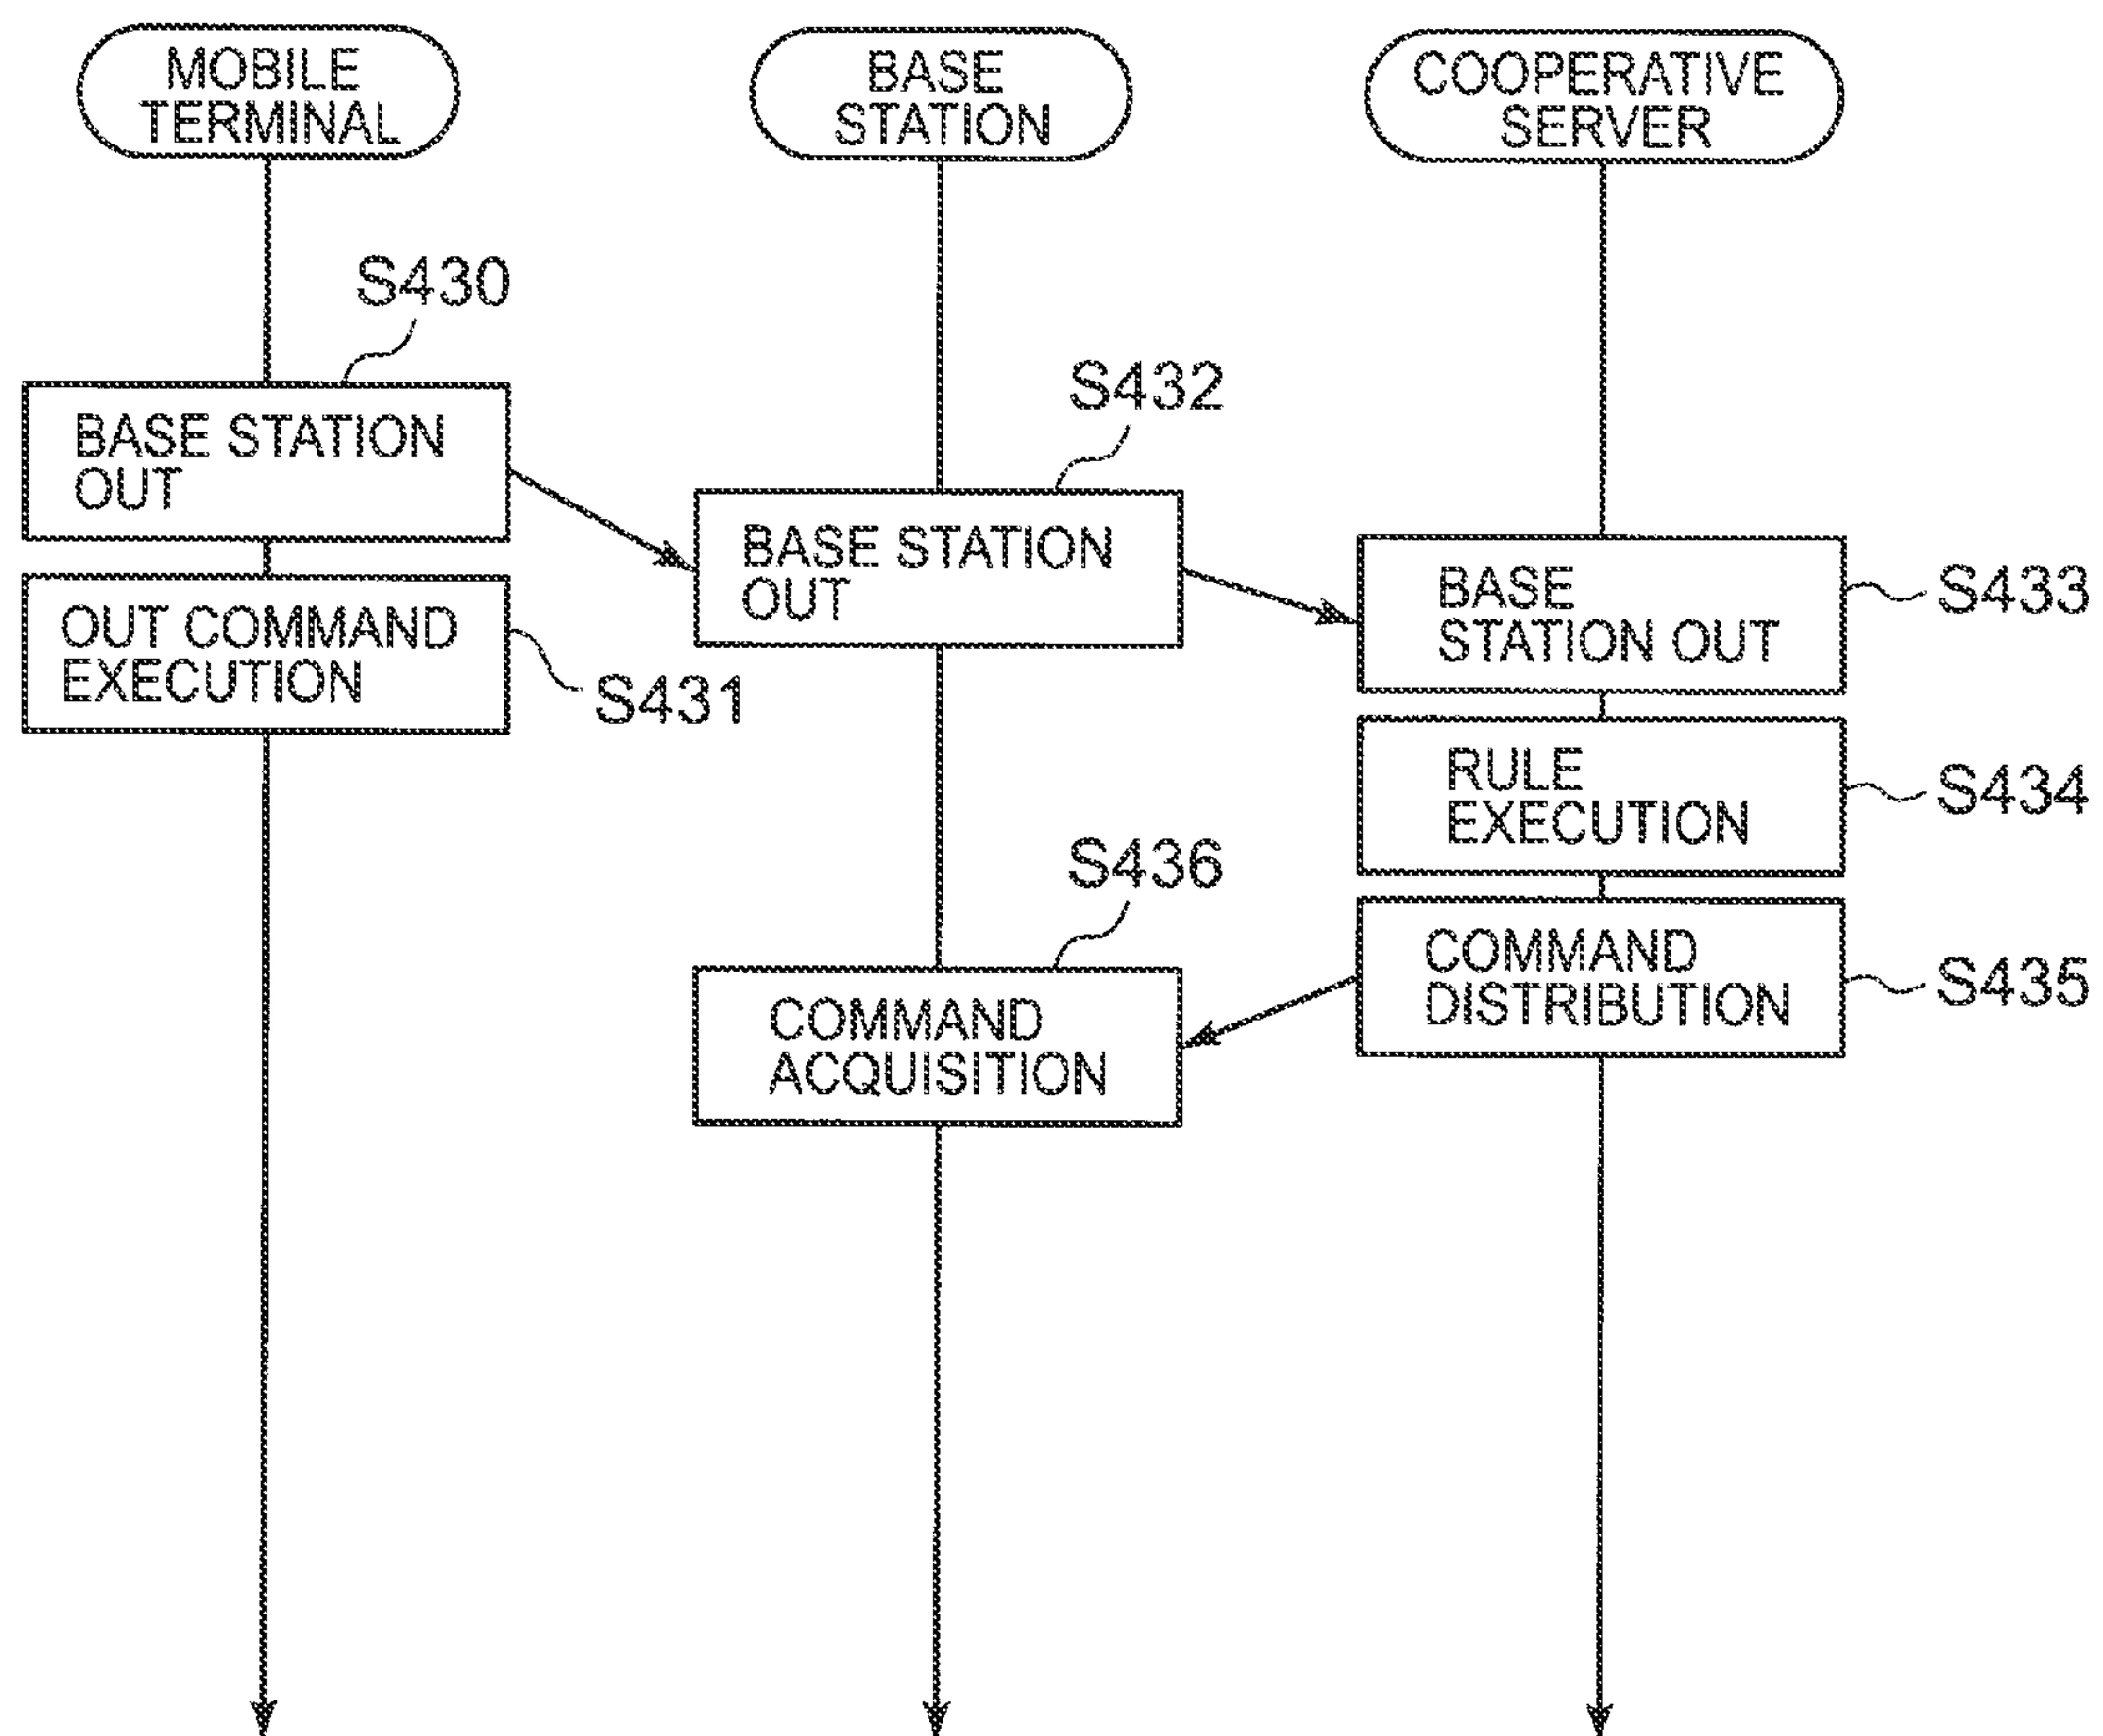 MOBILE
TERMINAL
BASE
STATION
COOPERATIVE
SERVER
S430
BASE STATION
OUT
S432
BASE STATION
OUT
BASE
STATION OUT
S433
OUT COMMAND
EXECUTION
S431
RULE
EXECUTION
S434
S436
COMMAND
ACQUISITION
COMMAND
DISTRIBUTION
S435